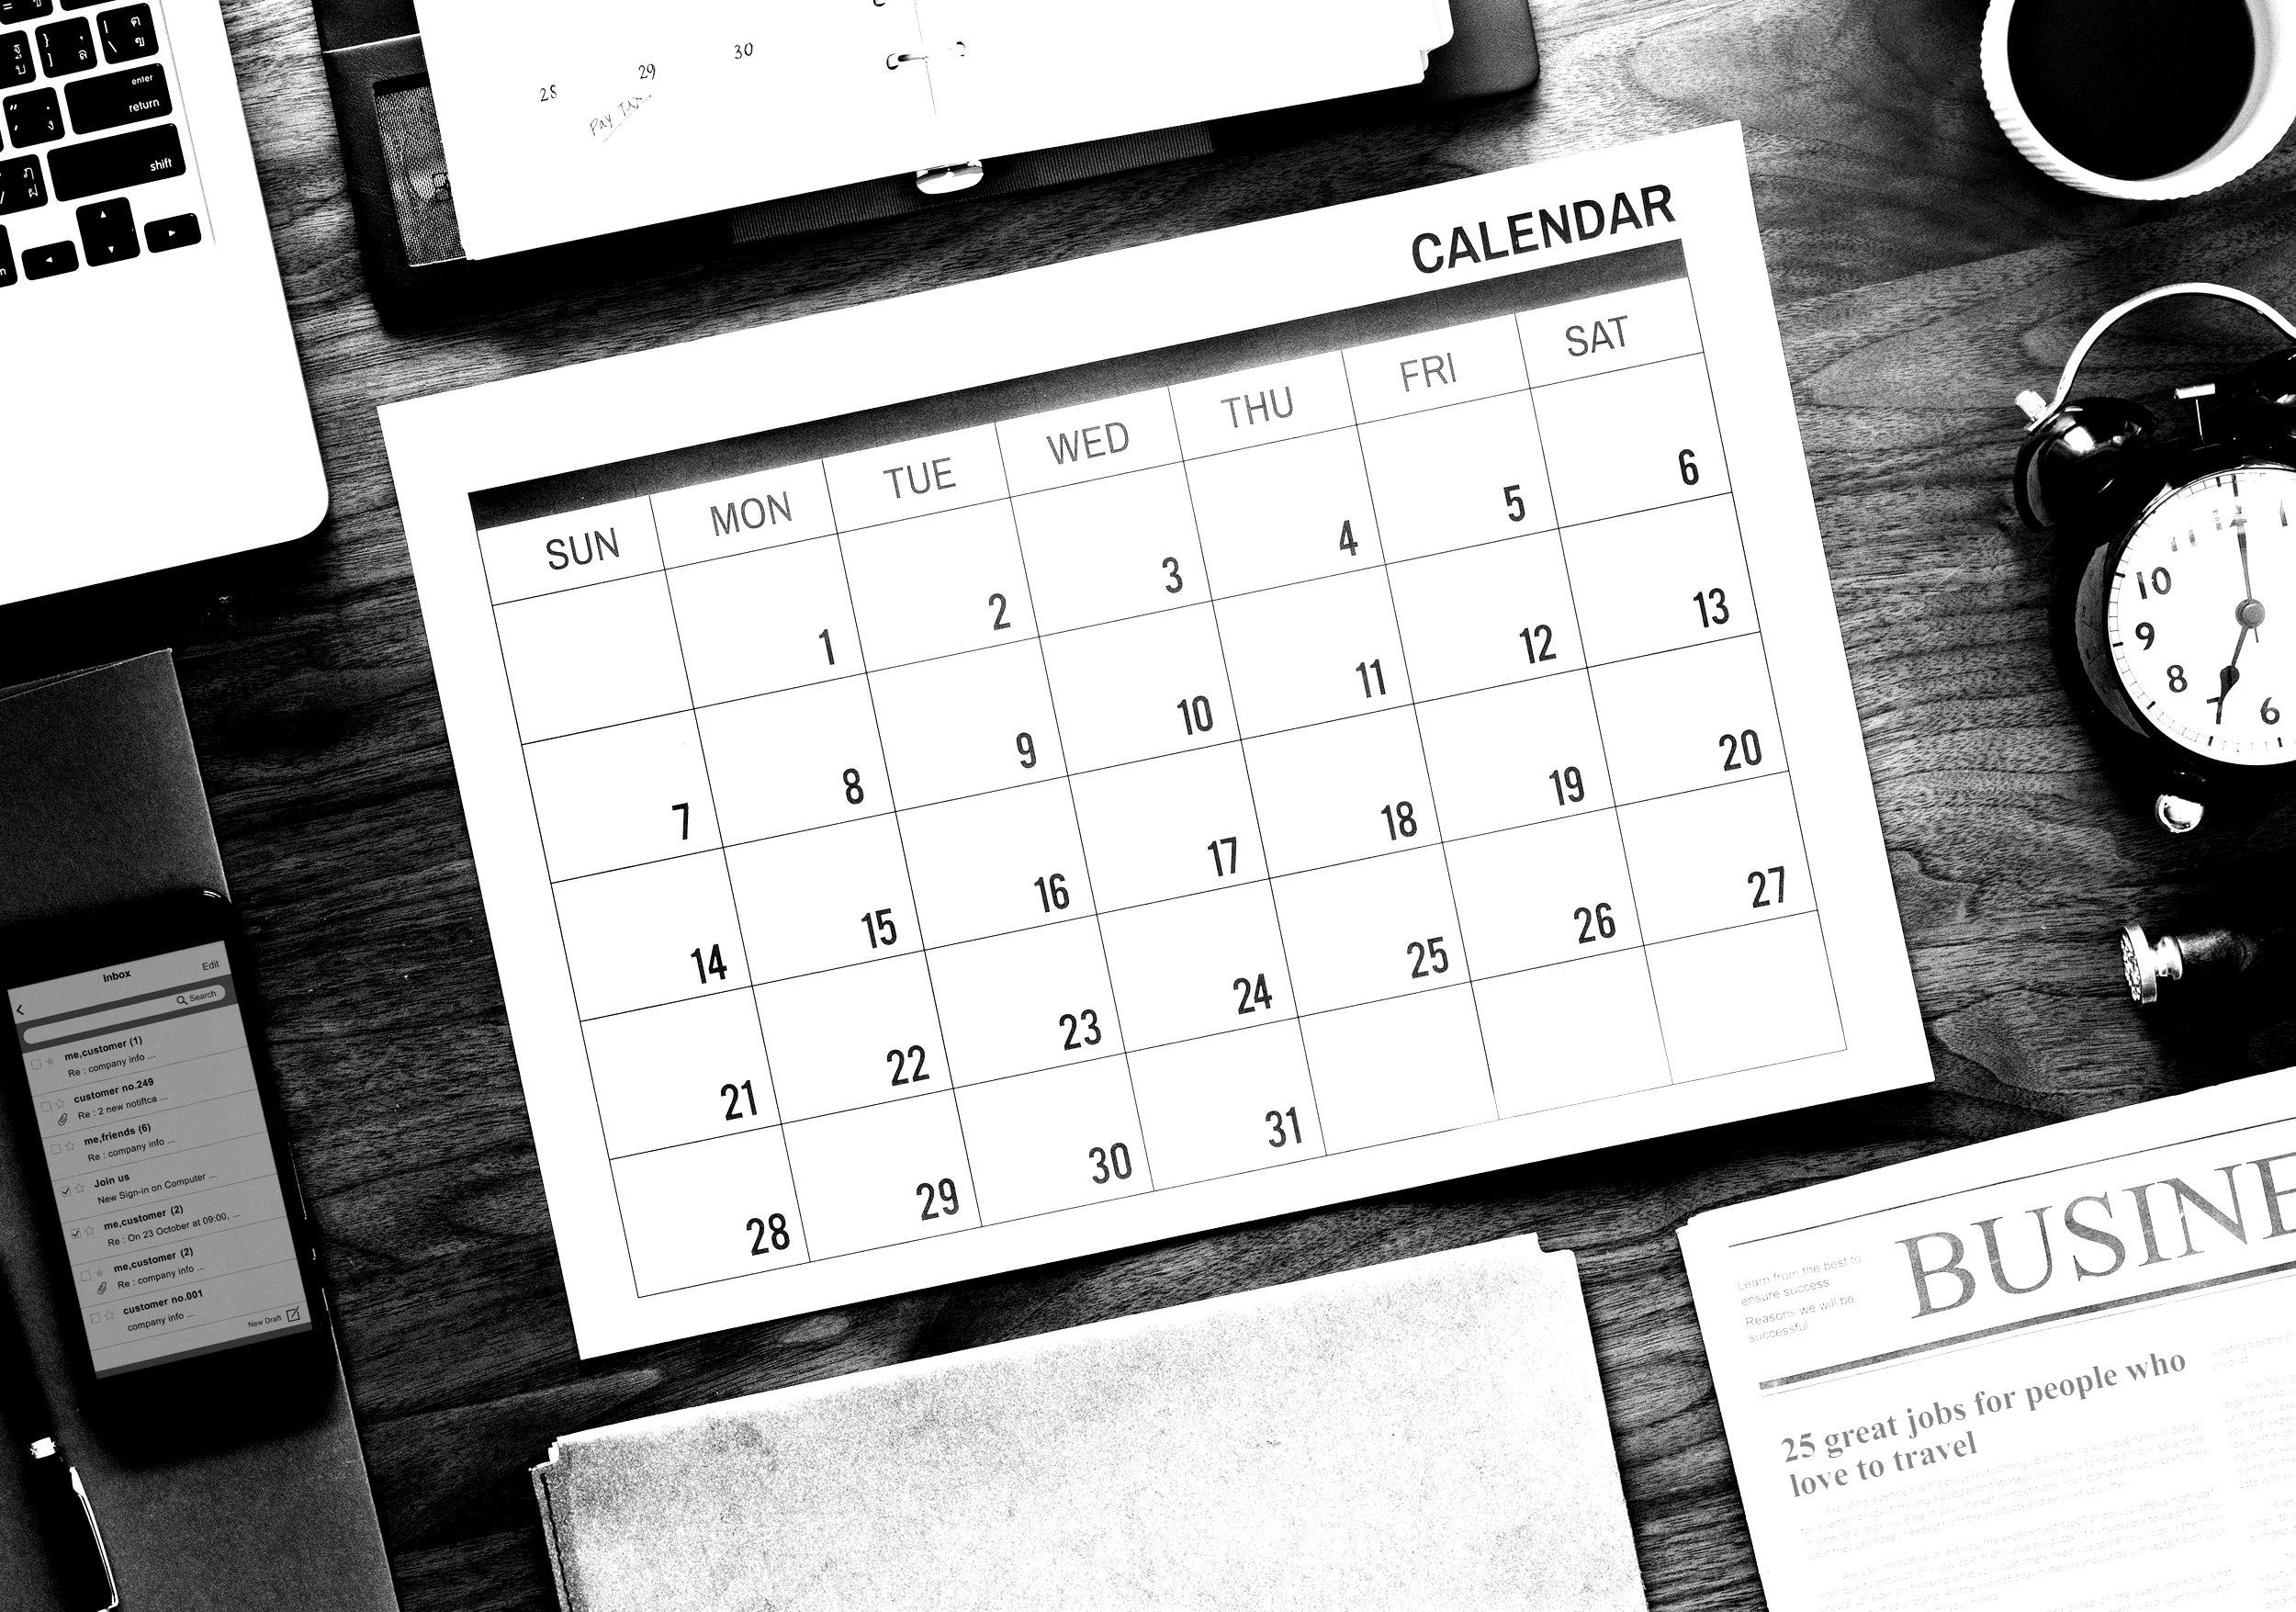 enter
return
shift
28 29 30
Pay Tax
CALENDAR
SUN MON TUE WED THU FRI SAT
1 2 3 4 5 6
7 8 9 10 11 12 13
14 15 16 17 18 19 20
21 22 23 24 25 26 27
28 29 30 31
12
11
10
9
8
7
6
Inbox
Edit
Search
me,customer (1)
Re : company info ...
customer no.249
Re : 2 new notiftca ...
me,friends (6)
Re : company info ...
Join us
New Sign-in on Computer ...
me,customer (2)
Re : On 23 October at 09:00, ...
me,customer (2)
Re : company info ...
customer no.001
company info ...
New Draft
Learn from the best to
ensure success
Reasons we will be
successful
BUSINE
25 great jobs for people who
love to travel